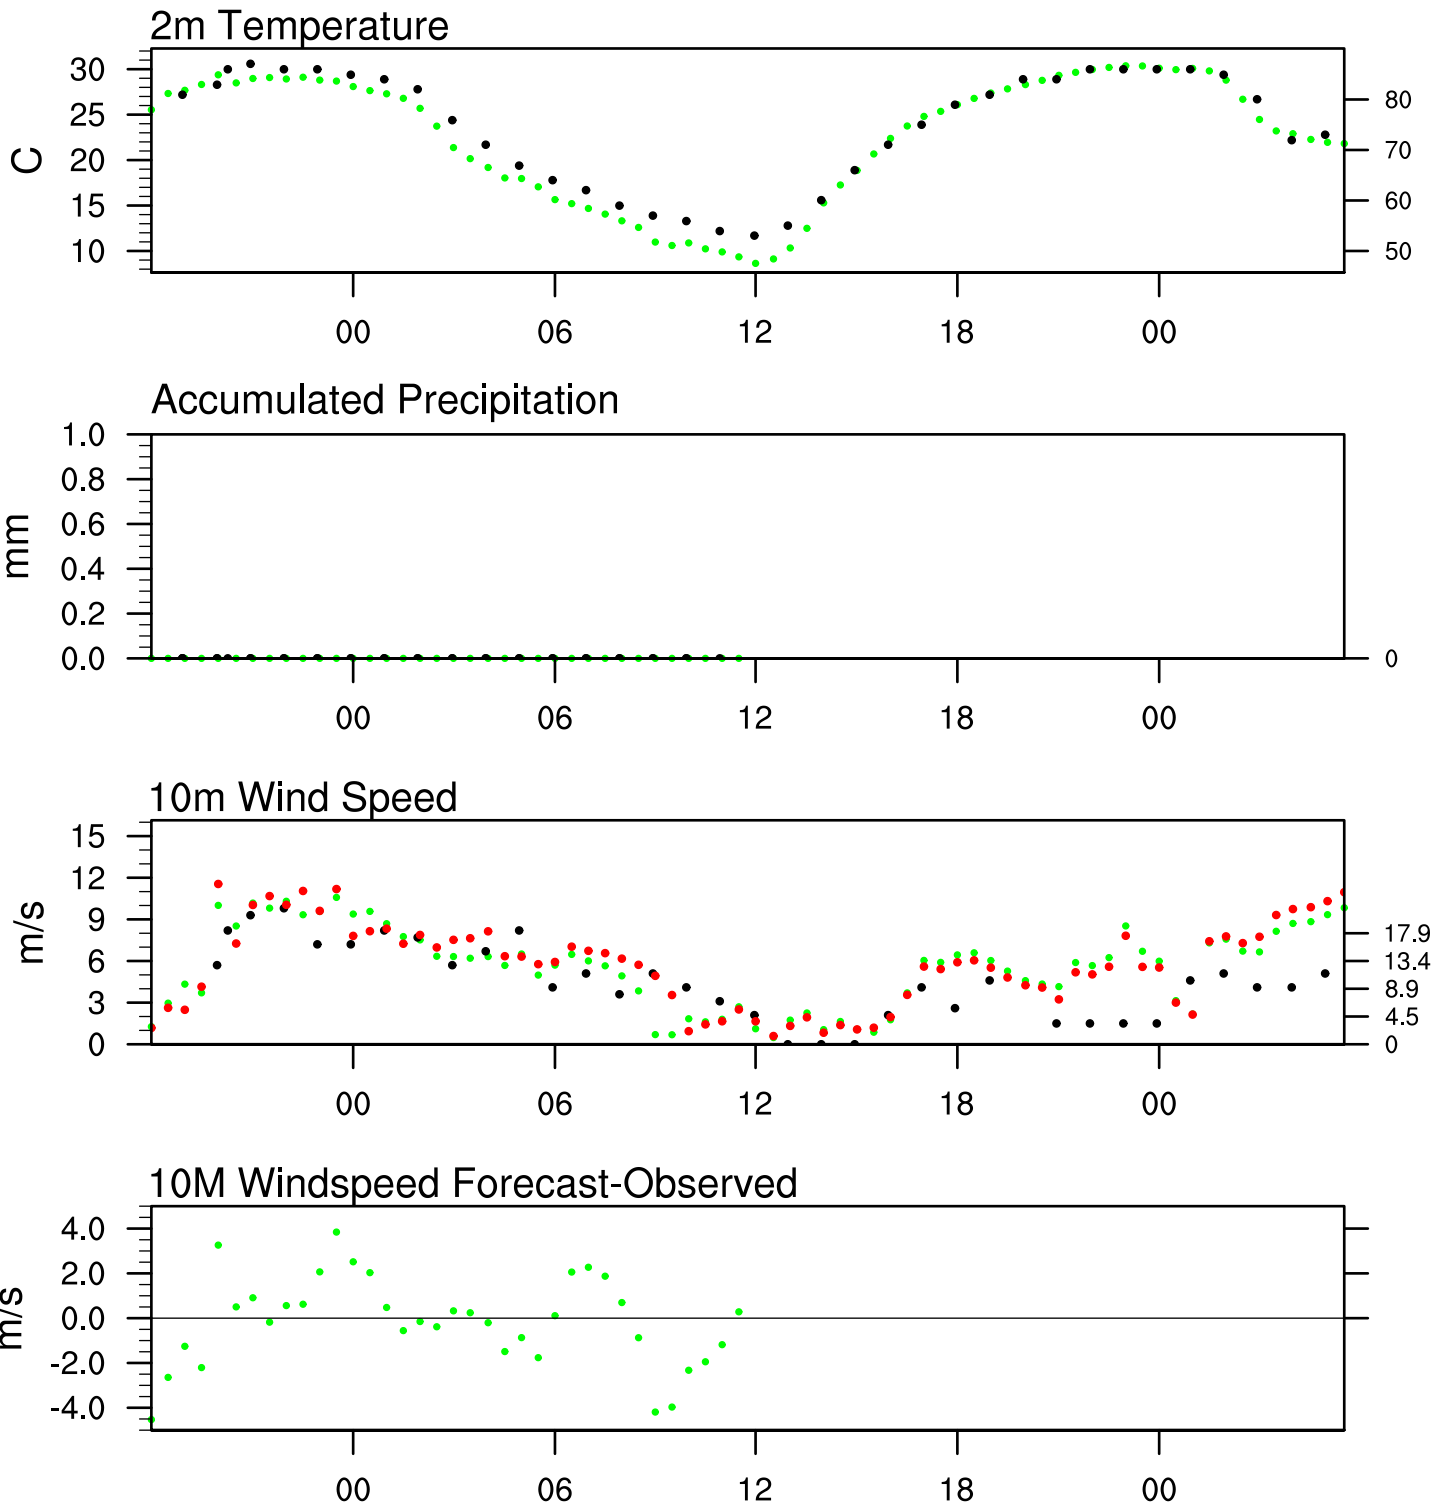 2m Temperature
30
25
20
15
10
C
80
70
60
50
00 06 12 18 00
Accumulated Precipitation
1.0
0.8
0.6
0.4
0.2
0.0
mm
0
00 06 12 18 00
10m Wind Speed
15
12
9
6
3
0
m/s
17.9
13.4
8.9
4.5
0
00 06 12 18 00
10M Windspeed Forecast-Observed
4.0
2.0
0.0
-2.0
-4.0
m/s
00 06 12 18 00